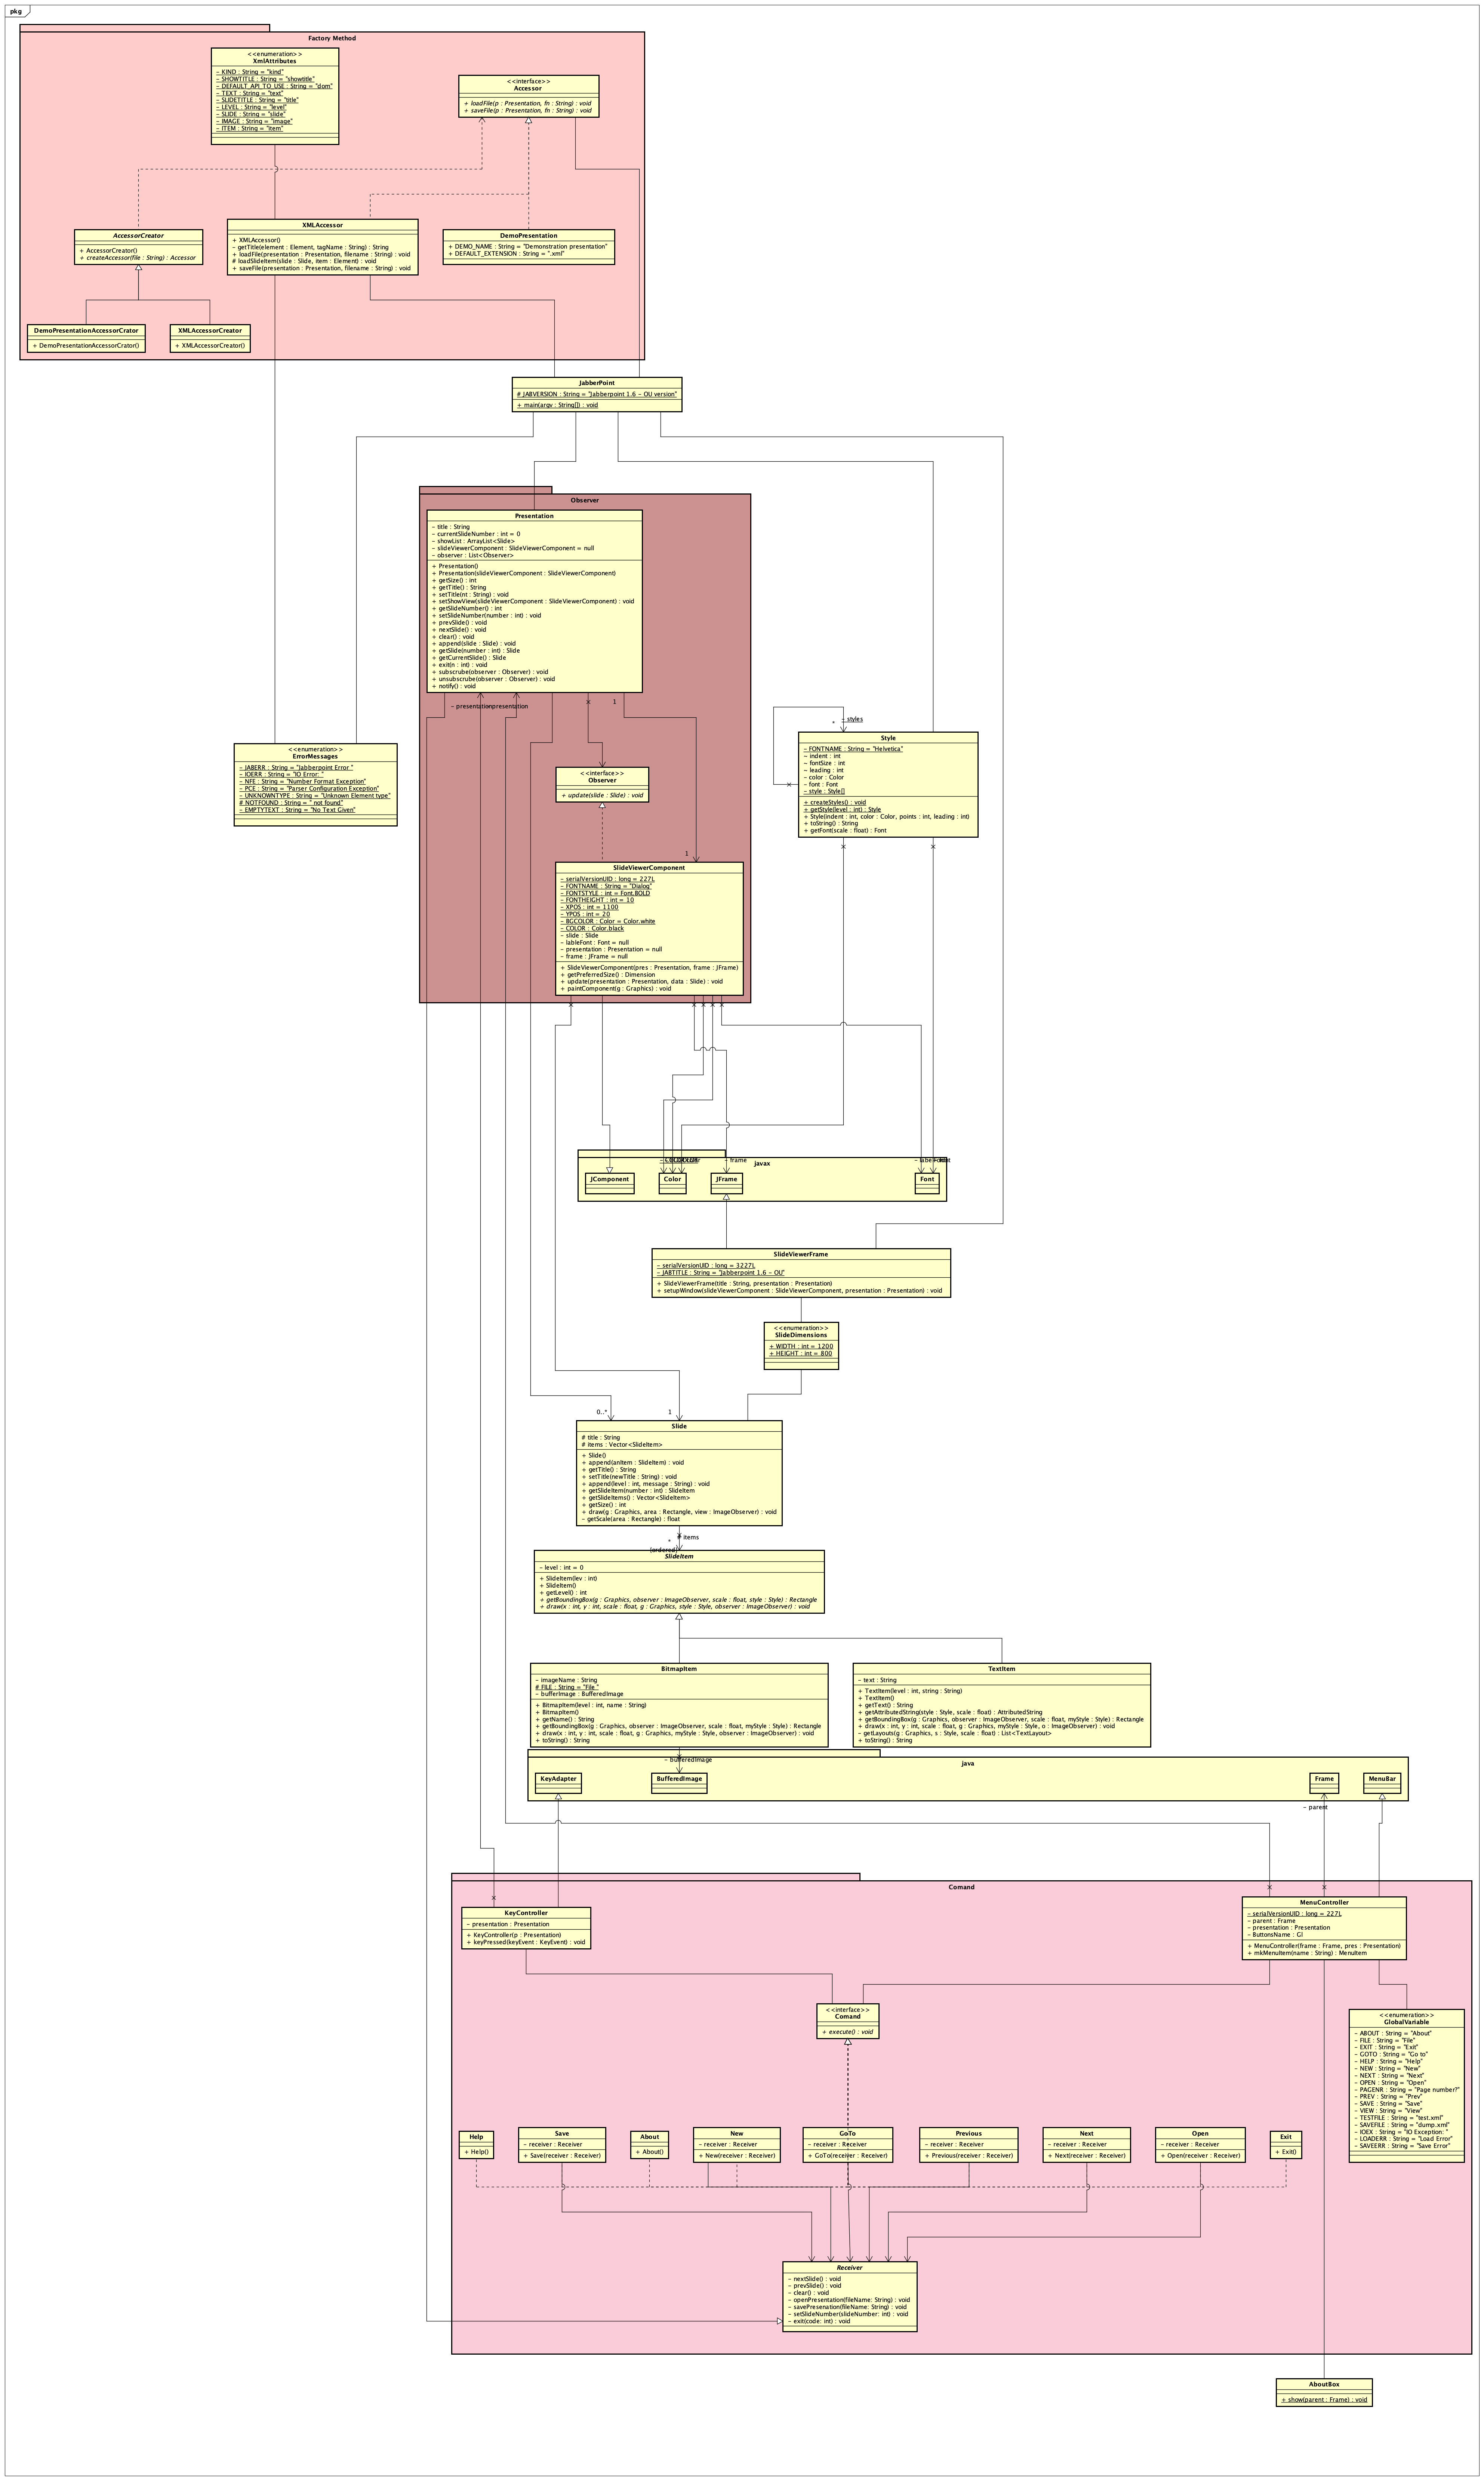 pkg
Factory Method
<<enumeration>>
XmlAttributes
- KIND : String = "kind"
- SHOWTITLE : String = "showtitle"
- DEFAULT_API_TO_USE : String = "dom"
- TEXT : String = "text"
- SLIDETITLE : String = "title"
- LEVEL : String = "level"
- SLIDE : String = "slide"
- IMAGE : String = "image"
- ITEM : String = "item"
<<interface>>
Accessor
+ loadFile(p : Presentation, fn : String) : void
+ saveFile(p : Presentation, fn : String) : void
AccessorCreator
+ AccessorCreator()
+ createAccessor(file : String) : Accessor
XMLAccessor
+ XMLAccessor()
- getTitle(element : Element, tagName : String) : String
+ loadFile(presentation : Presentation, filename : String) : void
# loadSlideItem(slide : Slide, item : Element) : void
+ saveFile(presentation : Presentation, filename : String) : void
DemoPresentation
+ DEMO_NAME : String = "Demonstration presentation"
+ DEFAULT_EXTENSION : String = ".xml"
DemoPresentationAccessorCrator
+ DemoPresentationAccessorCrator()
XMLAccessorCreator
+ XMLAccessorCreator()
JabberPoint
# JABVERSION : String = "Jabberpoint 1.6 - OU version"
+ main(argv : String[]) : void
Observer
Presentation
- title : String
- currentSlideNumber : int = 0
- showList : ArrayList<Slide>
- slideViewerComponent : SlideViewerComponent = null
- observer : List<Observer>
+ Presentation()
+ Presentation(slideViewerComponent : SlideViewerComponent)
+ getSize() : int
+ getTitle() : String
+ setTitle(nt : String) : void
+ setShowView(slideViewerComponent : SlideViewerComponent) : void
+ getSlideNumber() : int
+ setSlideNumber(number : int) : void
+ prevSlide() : void
+ nextSlide() : void
+ clear() : void
+ append(slide : Slide) : void
+ getSlide(number : int) : Slide
+ getCurrentSlide() : Slide
+ exit(n : int) : void
+ subscrube(observer : Observer) : void
+ unsubscrube(observer : Observer) : void
+ notify() : void
- presentationpresentation
1
<<enumeration>>
ErrorMessages
- JABERR : String = "Jabberpoint Error "
- IOERR : String = "IO Error: "
- NFE : String = "Number Format Exception"
- PCE : String = "Parser Configuration Exception"
- UNKNOWNTYPE : String = "Unknown Element type"
# NOTFOUND : String = " not found"
- EMPTYTEXT : String = "No Text Given"
<<interface>>
Observer
+ update(slide : Slide) : void
- styles
*
Style
- FONTNAME : String = "Helvetica"
~ indent : int
~ fontSize : int
~ leading : int
~ color : Color
~ font : Font
- style : Style[]
+ createStyles() : void
+ getStyle(level : int) : Style
+ Style(indent : int, color : Color, points : int, leading : int)
+ toString() : String
+ getFont(scale : float) : Font
1
SlideViewerComponent
- serialVersionUID : long = 227L
- FONTNAME : String = "Dialog"
- FONTSTYLE : int = Font.BOLD
- FONTHEIGHT : int = 10
- XPOS : int = 1100
- YPOS : int = 20
- BGCOLOR : Color = Color.white
- COLOR : Color.black
- slide : Slide
- lableFont : Font = null
- presentation : Presentation = null
- frame : JFrame = null
+ SlideViewerComponent(pres : Presentation, frame : JFrame)
+ getPreferredSize() : Dimension
+ update(presentation : Presentation, data : Slide) : void
+ paintComponent(g : Graphics) : void
- frame
javax
JComponent
Color
JFrame
Font
SlideViewerFrame
- serialVersionUID : long = 3227L
- JABTITLE : String = "Jabberpoint 1.6 - OU"
+ SlideViewerFrame(title : String, presentation : Presentation)
+ setupWindow(slideViewerComponent : SlideViewerComponent, presentation : Presentation) : void
<<enumeration>>
SlideDimensions
+ WIDTH : int = 1200
+ HEIGHT : int = 800
0..*
1
Slide
# title : String
# items : Vector<SlideItem>
+ Slide()
+ append(anItem : SlideItem) : void
+ getTitle() : String
+ setTitle(newTitle : String) : void
+ append(level : int, message : String) : void
+ getSlideItem(number : int) : SlideItem
+ getSlideItems() : Vector<SlideItem>
+ getSize() : int
+ draw(g : Graphics, area : Rectangle, view : ImageObserver) : void
- getScale(area : Rectangle) : float
# items
*
{ordered}
SlideItem
- level : int = 0
+ SlideItem(lev : int)
+ SlideItem()
+ getLevel() : int
+ getBoundingBox(g : Graphics, observer : ImageObserver, scale : float, style : Style) : Rectangle
+ draw(x : int, y : int, scale : float, g : Graphics, style : Style, observer : ImageObserver) : void
BitmapItem
- imageName : String
# FILE : String = "File "
- bufferImage : BufferedImage
+ BitmapItem(level : int, name : String)
+ BitmapItem()
+ getName() : String
+ getBoundingBox(g : Graphics, observer : ImageObserver, scale : float, myStyle : Style) : Rectangle
+ draw(x : int, y : int, scale : float, g : Graphics, myStyle : Style, observer : ImageObserver) : void
+ toString() : String
TextItem
- text : String
+ TextItem(level : int, string : String)
+ TextItem()
+ getText() : String
+ getAttributedString(style : Style, scale : float) : AttributedString
+ getBoundingBox(g : Graphics, observer : ImageObserver, scale : float, myStyle : Style) : Rectangle
+ draw(x : int, y : int, scale : float, g : Graphics, myStyle : Style, o : ImageObserver) : void
- getLayouts(g : Graphics, s : Style, scale : float) : List<TextLayout>
+ toString() : String
- bufferedImage
java
KeyAdapter
BufferedImage
Frame
MenuBar
- parent
Comand
KeyController
- presentation : Presentation
+ KeyController(p : Presentation)
+ keyPressed(keyEvent : KeyEvent) : void
MenuController
- serialVersionUID : long = 227L
- parent : Frame
- presentation : Presentation
- ButtonsName : Gl
+ MenuController(frame : Frame, pres : Presentation)
+ mkMenuItem(name : String) : MenuItem
<<interface>>
Comand
+ execute() : void
<<enumeration>>
GlobalVariable
- ABOUT : String = "About"
- FILE : String = "File"
- EXIT : String = "Exit"
- GOTO : String = "Go to"
- HELP : String = "Help"
- NEW : String = "New"
- NEXT : String = "Next"
- OPEN : String = "Open"
- PAGENR : String = "Page number?"
- PREV : String = "Prev"
- SAVE : String = "Save"
- VIEW : String = "View"
- TESTFILE : String = "test.xml"
- SAVEFILE : String = "dump.xml"
- IOEX : String = "IO Exception: "
- LOADERR : String = "Load Error"
- SAVEERR : String = "Save Error"
Help
+ Help()
Save
- receiver : Receiver
+ Save(receiver : Receiver)
About
+ About()
New
- receiver : Receiver
+ New(receiver : Receiver)
GoTo
- receiver : Receiver
+ GoTo(receiver : Receiver)
Previous
- receiver : Receiver
+ Previous(receiver : Receiver)
Next
- receiver : Receiver
+ Next(receiver : Receiver)
Open
- receiver : Receiver
+ Open(receiver : Receiver)
Exit
+ Exit()
Receiver
- nextSlide() : void
- prevSlide() : void
- clear() : void
- openPresentation(fileName: String) : void
- savePresenation(fileName: String) : void
- setSlideNumber(slideNumber: int) : void
- exit(code: int) : void
AboutBox
+ show(parent : Frame) : void